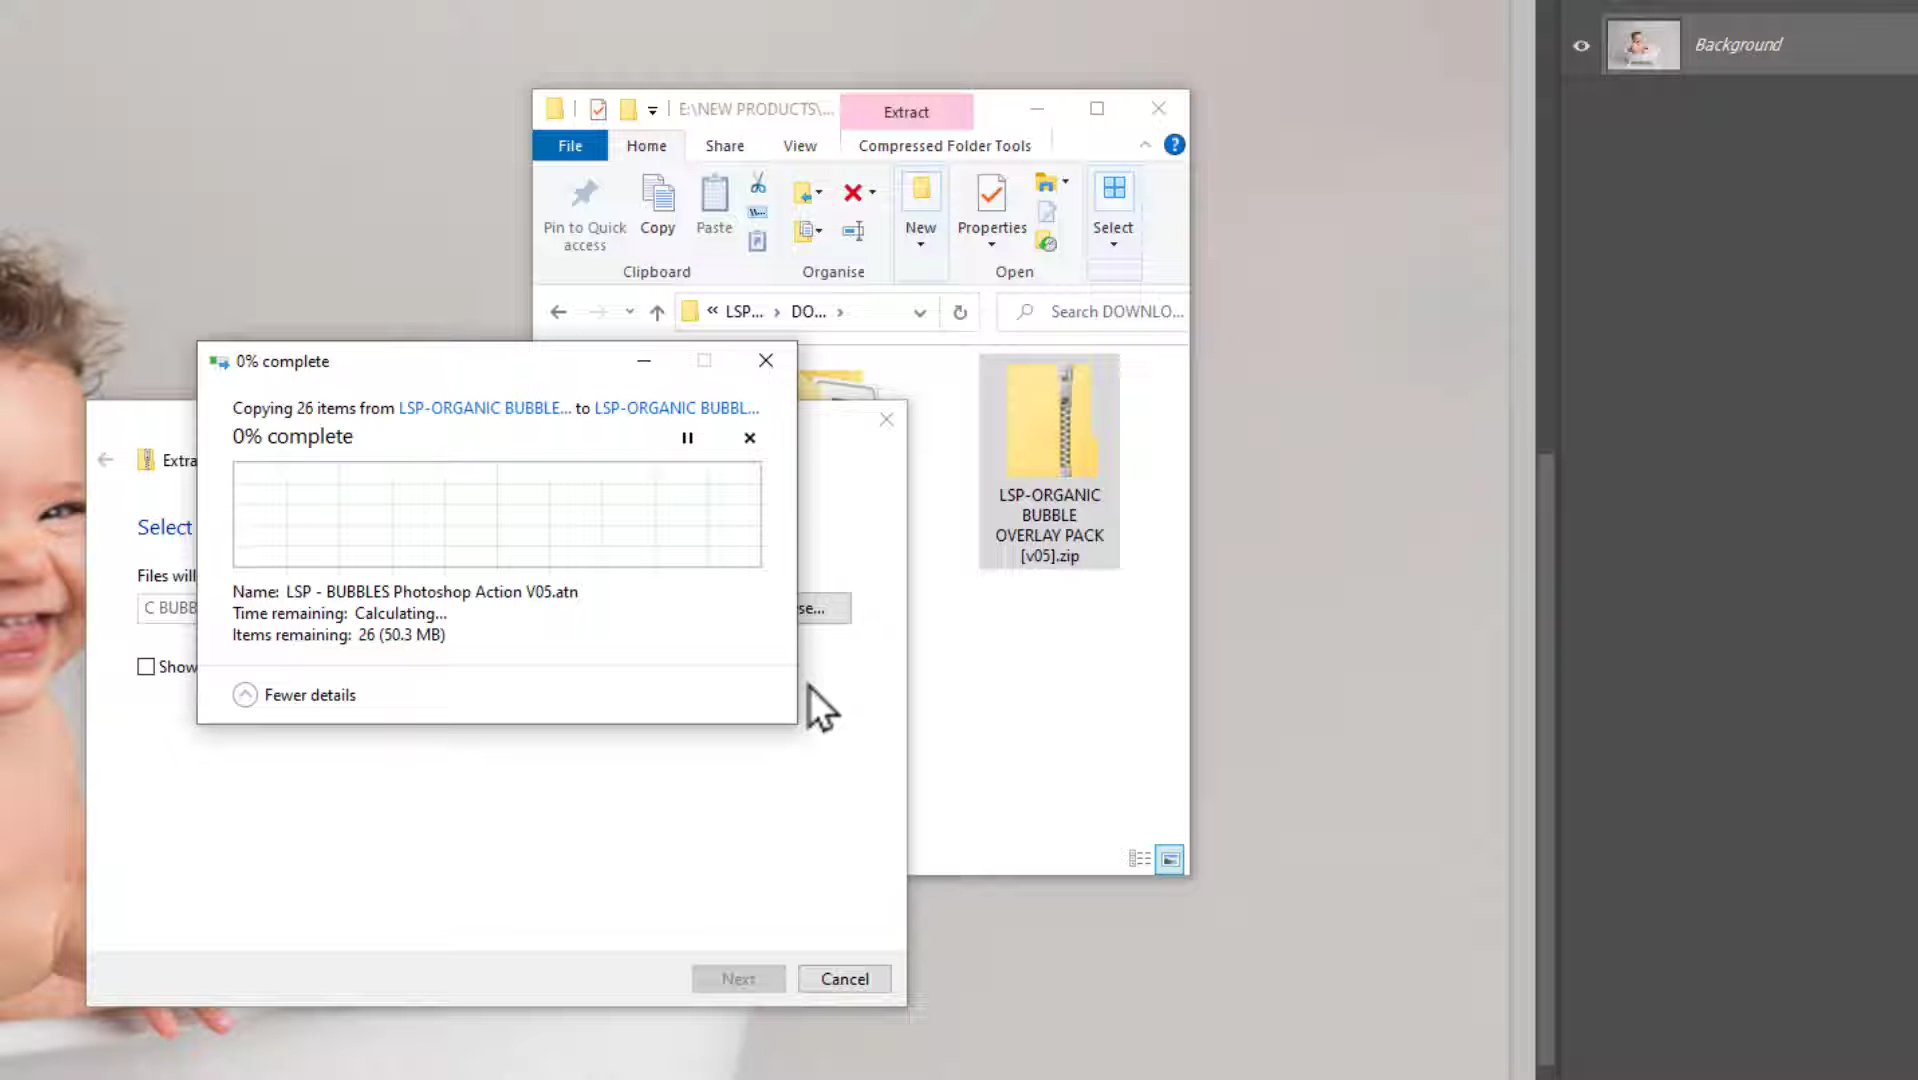 Background
E:\NEW PRODUCTS\...
Extract
File
Home
Share
View
Compressed Folder Tools
Pin to Quick
access
Copy
Paste
New
Properties
Select
Clipboard
Organise
Open
« LSP... › DO... ›
Search DOWNLO...
LSP-ORGANIC
BUBBLE
OVERLAY PACK
[v05].zip
0% complete
Copying 26 items from LSP-ORGANIC BUBBLE... to LSP-ORGANIC BUBBL...
0% complete
Name: LSP - BUBBLES Photoshop Action V05.atn
Time remaining: Calculating...
Items remaining: 26 (50.3 MB)
Fewer details
Extra
Select
Files will
C BUBB
se...
Show
Next
Cancel